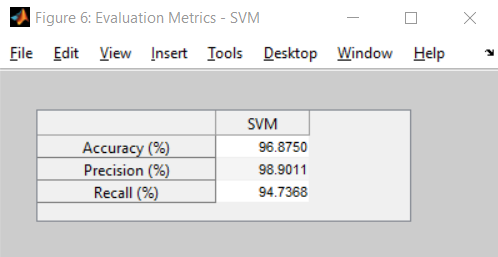 Figure 6: Evaluation Metrics - SVM
File Edit View Insert Tools Desktop Window Help
SVM
Accuracy (%) 96.8750
Precision (%) 98.9011
Recall (%) 94.7368